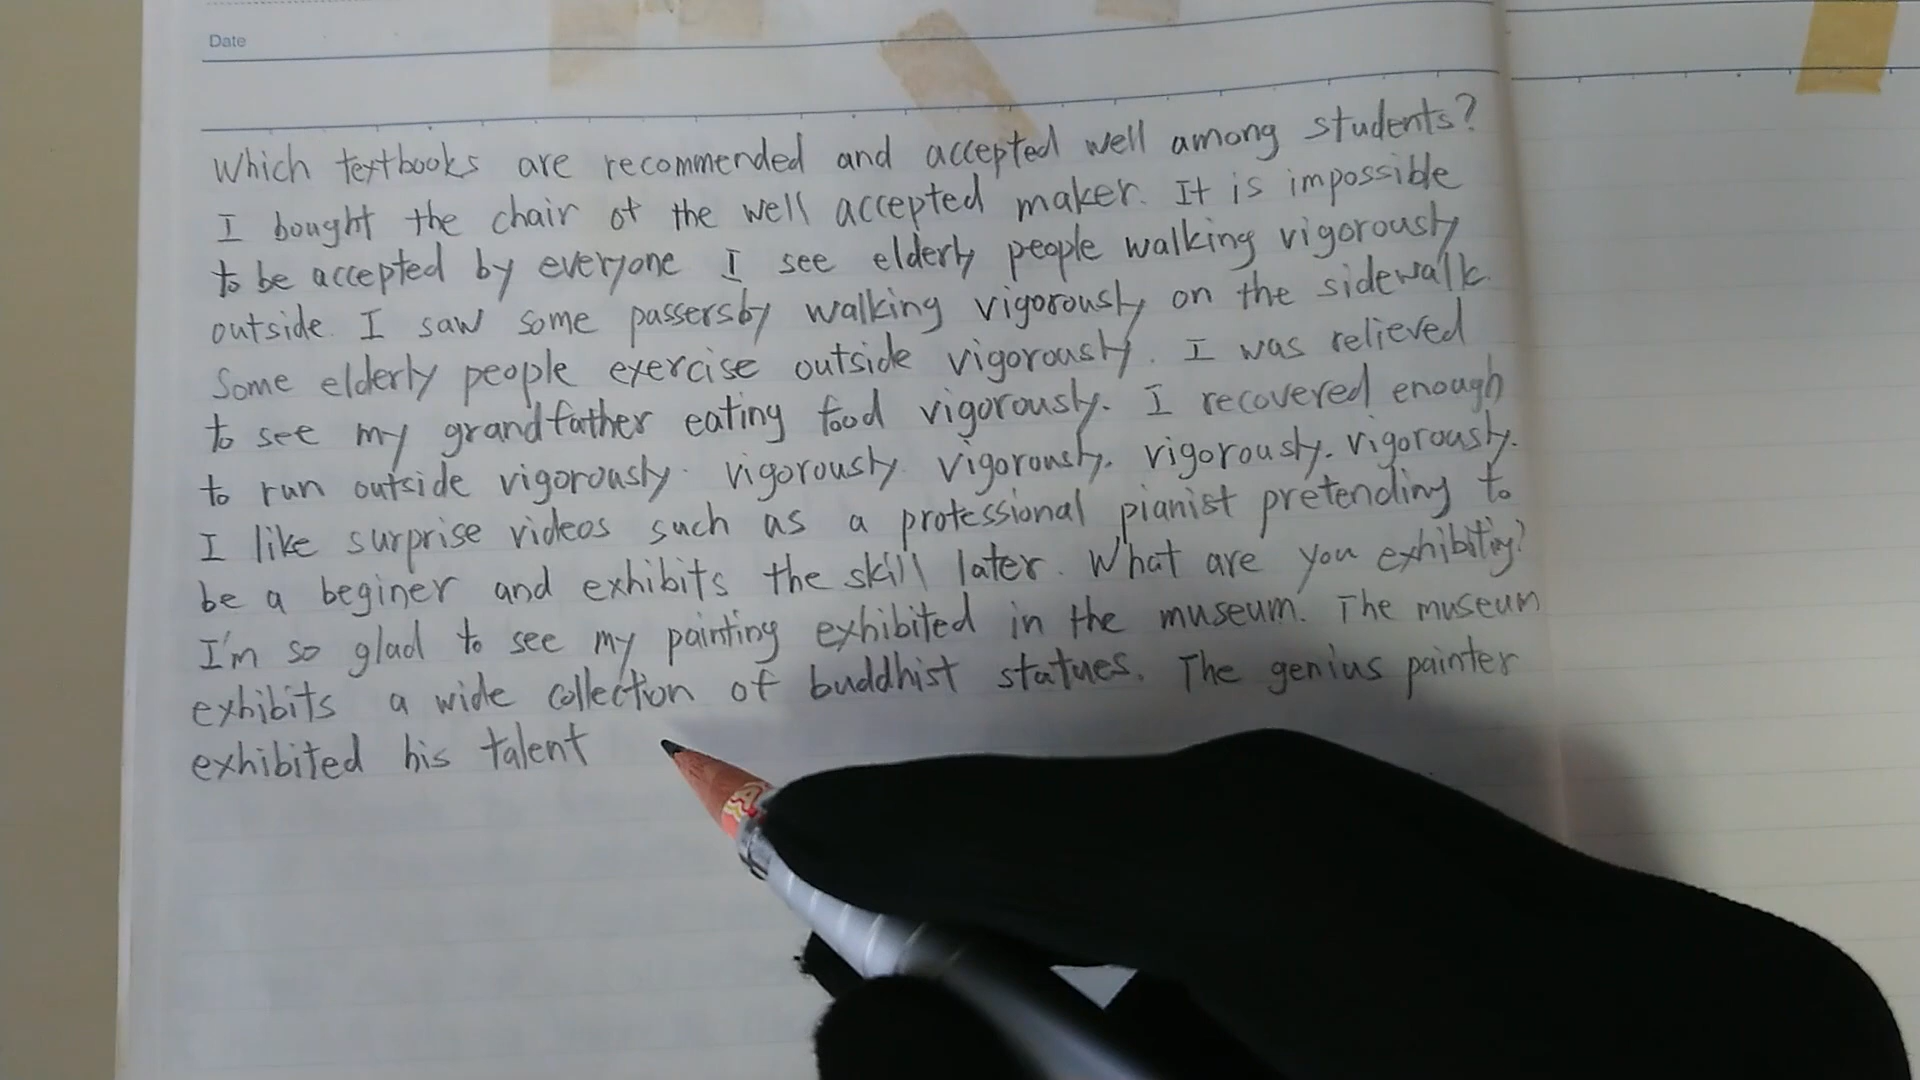 Date
Which textbooks are recommended and accepted well among students?
I bought the chair of the well accepted maker. It is impossible
to be accepted by everyone I see elderly people walking vigorously
outside. I saw some passersby walking vigorously on the sidewalk.
Some elderly people exercise outside vigorously. I was relieved
to see my grandfather eating food vigorously. I recovered enough
to run outside vigorously. vigorously. vigorously. vigorously. vigorously.
I like surprise videos such as a professional pianist pretending to
be a beginer and exhibits the skill later. What are you exhibiting?
I'm so glad to see my painting exhibited in the museum. The museum
exhibits a wide collection of buddhist statues. The genius painter
exhibited his talent